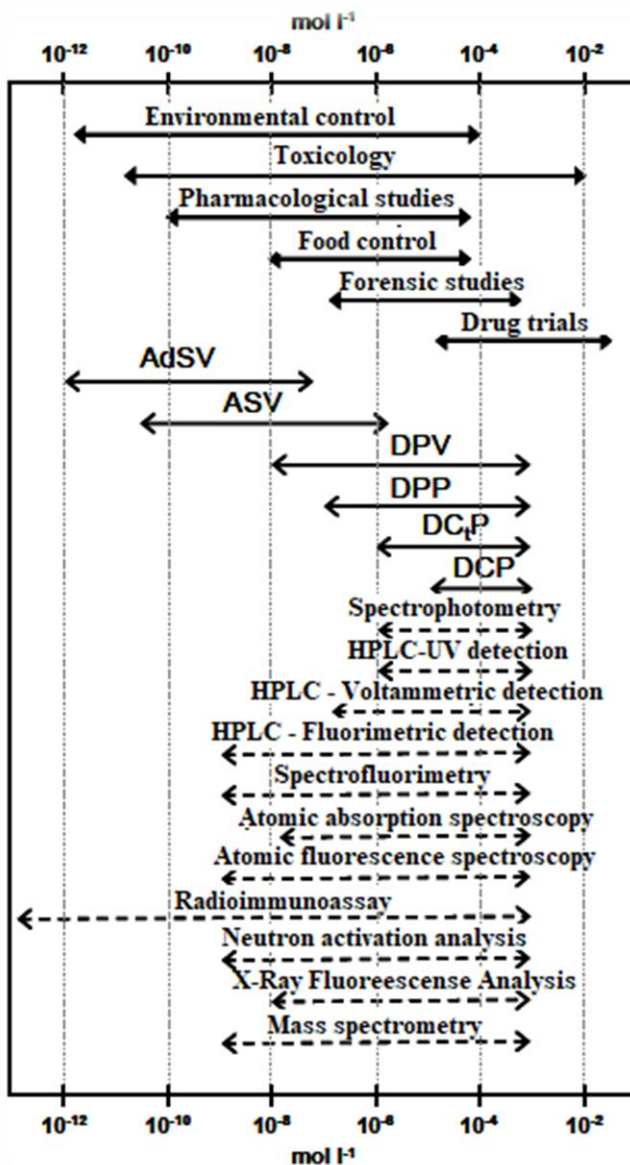 mol l⁻¹
10⁻¹² 10⁻¹⁰ 10⁻⁸ 10⁻⁶ 10⁻⁴ 10⁻²
Environmental control
Toxicology
Pharmacological studies
Food control
Forensic studies
Drug trials
AdSV
ASV
DPV
DPP
DCₜP
DCP
Spectrophotometry
HPLC-UV detection
HPLC - Voltammetric detection
HPLC - Fluorimetric detection
Spectrofluorimetry
Atomic absorption spectroscopy
Atomic fluorescence spectroscopy
Radioimmunoassay
Neutron activation analysis
X-Ray Fluoreescense Analysis
Mass spectrometry
10⁻¹² 10⁻¹⁰ 10⁻⁸ 10⁻⁶ 10⁻⁴ 10⁻²
mol l⁻¹